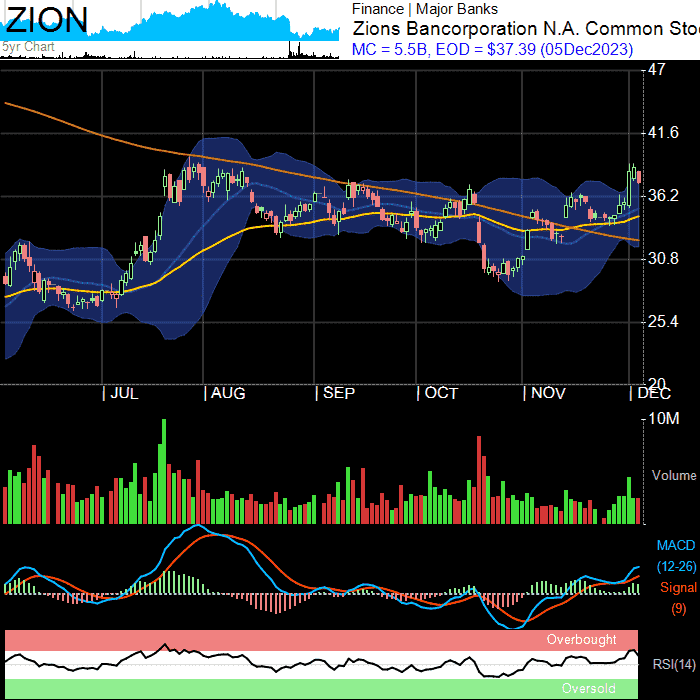 ZION
5yr Chart
Finance | Major Banks
Zions Bancorporation N.A. Common Sto
MC = 5.5B, EOD = $37.39 (05Dec2023)
47
41.6
36.2
30.8
25.4
20
JUL AUG SEP OCT NOV DEC
10M
Volume
MACD
(12-26)
Signal
(9)
Overbought
RSI(14)
Oversold